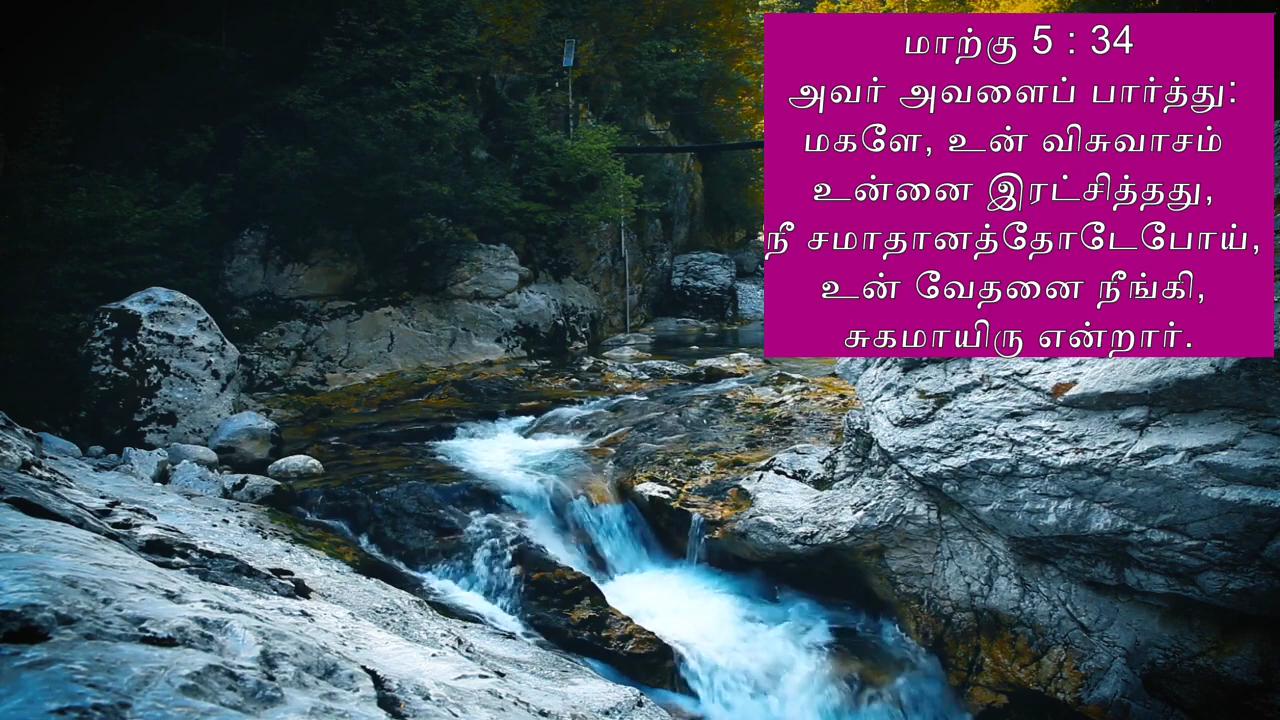 மாற்கு 5 : 34
அவர் அவளைப் பார்த்து:
மகளே, உன் விசுவாசம்
உன்னை இரட்சித்தது,
நீ சமாதானத்தோடேபோய்,
உன் வேதனை நீங்கி,
சுகமாயிரு என்றார்.